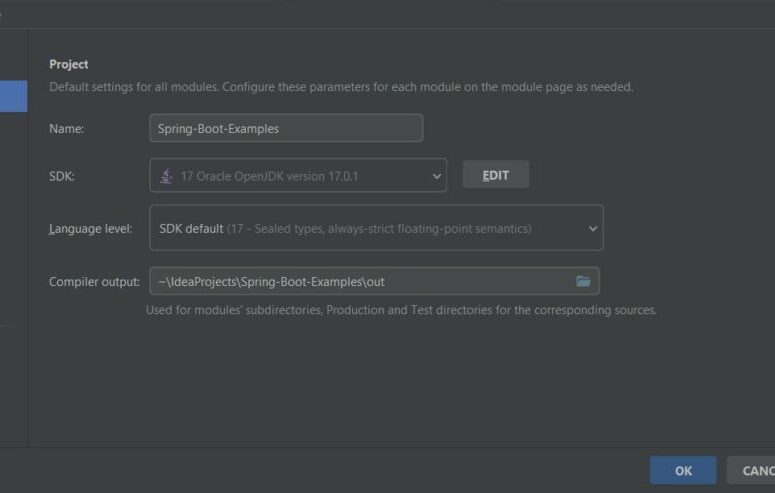 Project
Default settings for all modules. Configure these parameters for each module on the module page as needed.
Name: Spring-Boot-Examples
SDK: 17 Oracle OpenJDK version 17.0.1 EDIT
Language level: SDK default (17 - Sealed types, always-strict floating-point semantics)
Compiler output: ~\IdeaProjects\Spring-Boot-Examples\out
Used for modules' subdirectories, Production and Test directories for the corresponding sources.
OK CANC